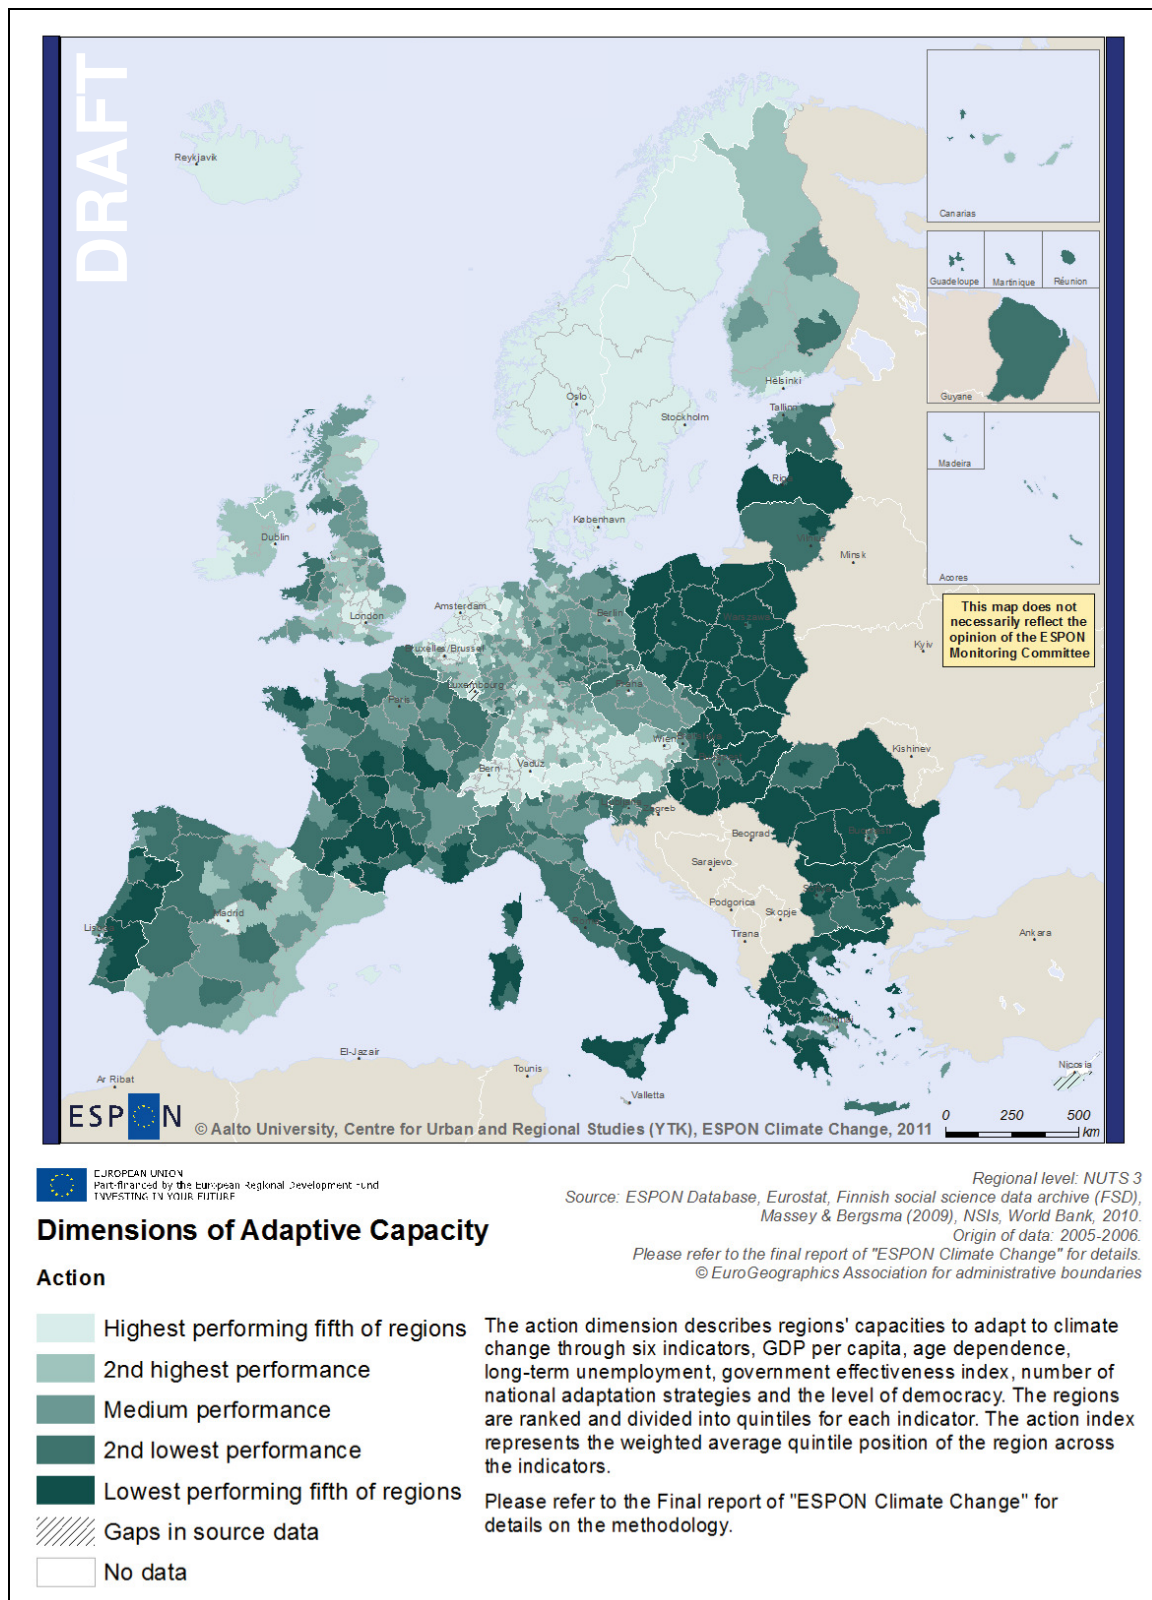 DRAFT
Reykjavik
Canarias
Guadeloupe
Martinique
Réunion
Guyane
Madeira
Acores
This map does not
necessarily reflect the
opinion of the ESPON
Monitoring Committee
Helsinki
Tallinn
Oslo
Stockholm
København
Minsk
Dublin
London
Amsterdam
Berlin
Bruxelles/Brussel
Kyiv
Luxembourg
Paris
Praha
Kishinev
Wien
Bern
Vaduz
Zagreb
Beograd
Sarajevo
Podgorica
Skopje
Tirana
Madrid
Ankara
El-Jazair
Tounis
Ar Ribat
Valletta
Nicosia
0 250 500
km
ESPON
© Aalto University, Centre for Urban and Regional Studies (YTK), ESPON Climate Change, 2011
EUROPEAN UNION
Part-financed by the European Regional Development Fund
INVESTING IN YOUR FUTURE
Regional level: NUTS 3
Source: ESPON Database, Eurostat, Finnish social science data archive (FSD),
Massey & Bergsma (2009), NSIs, World Bank, 2010.
Origin of data: 2005-2006.
Please refer to the final report of "ESPON Climate Change" for details.
© EuroGeographics Association for administrative boundaries
Dimensions of Adaptive Capacity
Action
Highest performing fifth of regions
2nd highest performance
Medium performance
2nd lowest performance
Lowest performing fifth of regions
Gaps in source data
No data
The action dimension describes regions' capacities to adapt to climate
change through six indicators, GDP per capita, age dependence,
long-term unemployment, government effectiveness index, number of
national adaptation strategies and the level of democracy. The regions
are ranked and divided into quintiles for each indicator. The action index
represents the weighted average quintile position of the region across
the indicators.
Please refer to the Final report of "ESPON Climate Change" for
details on the methodology.